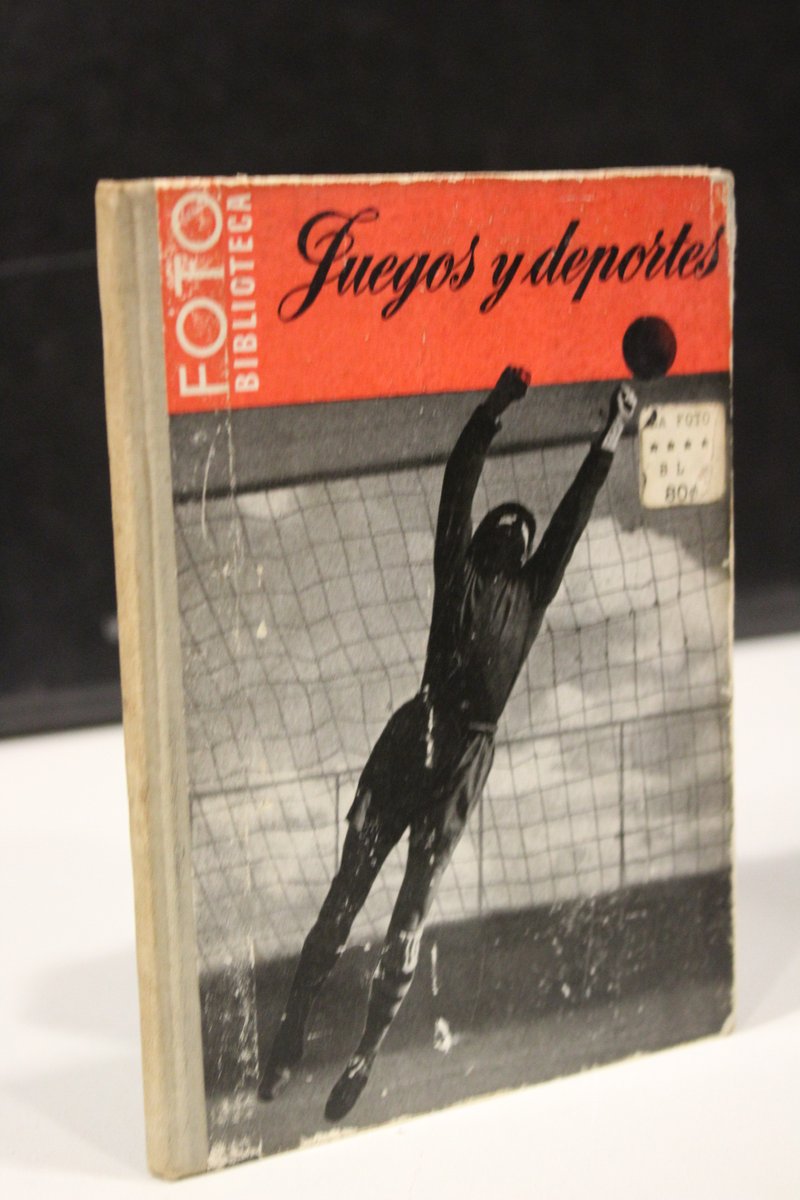 FOTO
BIBLIOTECA
Juegos y deportes
A FOTO
****
BL
80¢